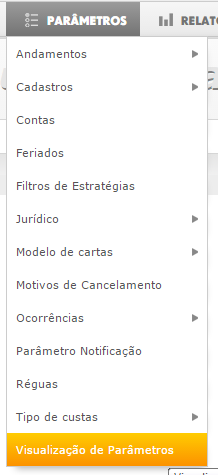 PARÂMETROS
RELATO
Andamentos
Cadastros
Contas
Feriados
Filtros de Estratégias
Jurídico
Modelo de cartas
Motivos de Cancelamento
Ocorrências
Parâmetro Notificação
Réguas
Tipo de custas
Visualização de Parâmetros